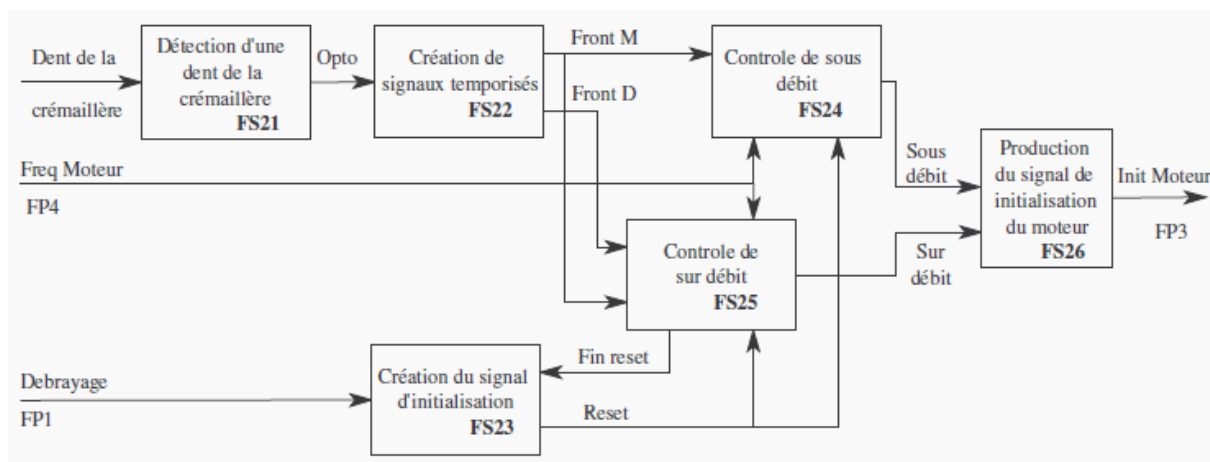 Dent de la
crémaillère
Détection d'une
dent de la
crémaillère
FS21
Opto
Création de
signaux temporisés
FS22
Front M
Front D
Controle de sous
débit
FS24
Freq Moteur
FP4
Controle de
sur débit
FS25
Sous
débit
Sur
débit
Production
du signal de
initialisation
du moteur
FS26
Init Moteur
FP3
Debrayage
FP1
Création du signal
d'initialisation
FS23
Fin reset
Reset